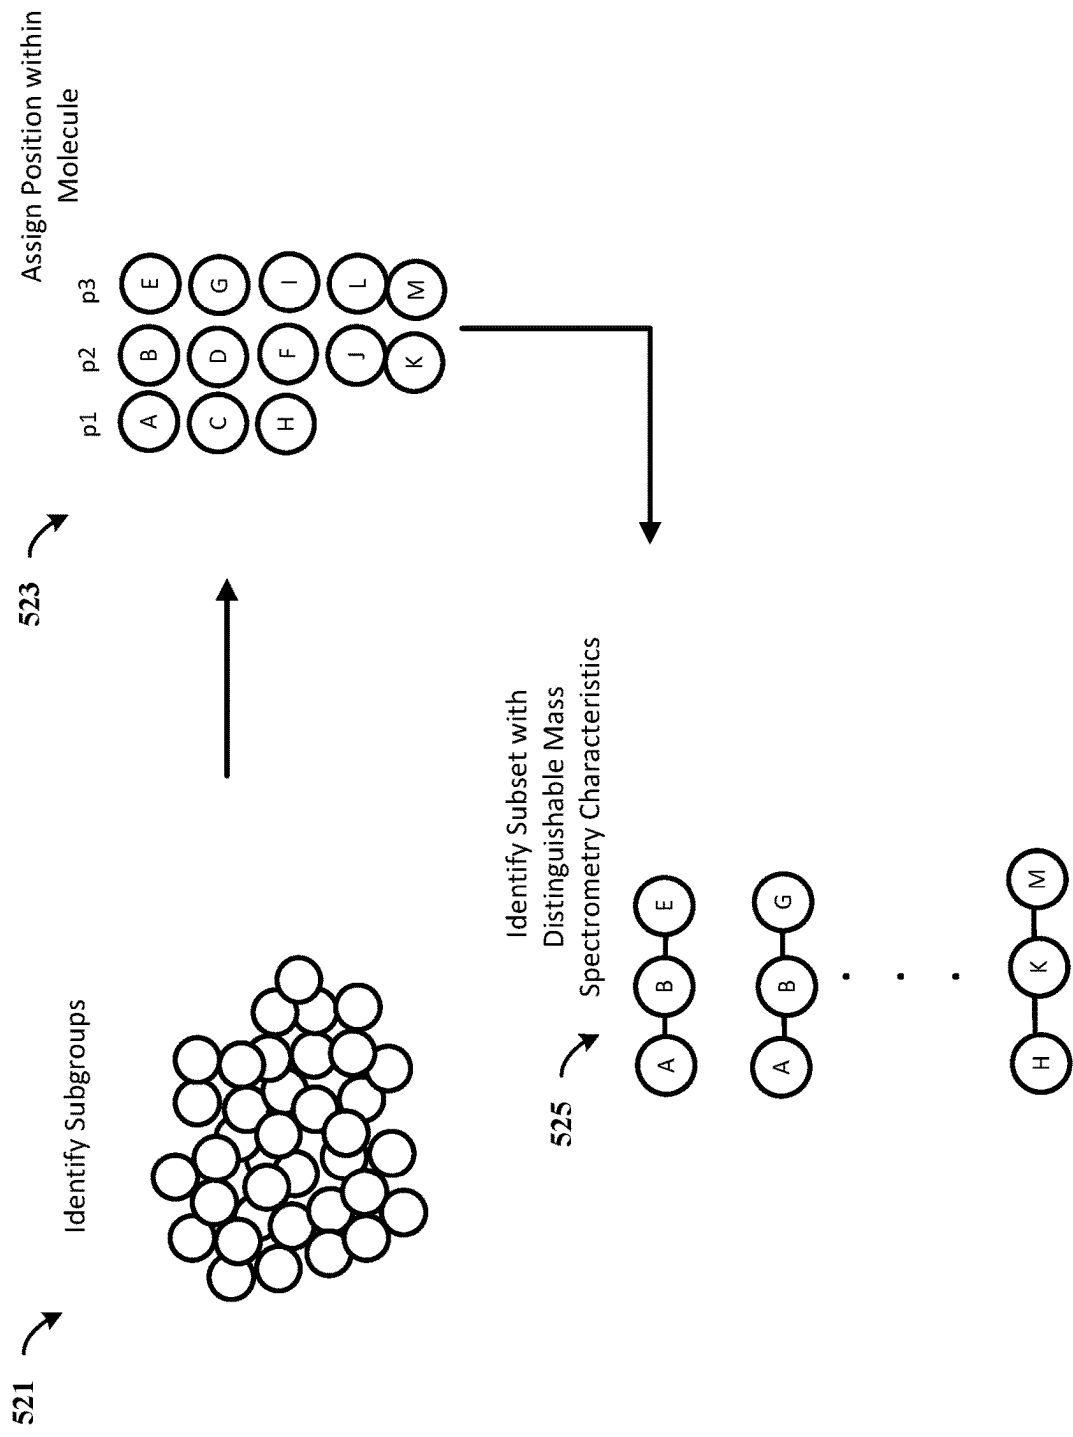 521
Identify Subgroups
523
Assign Position within
Molecule
p1 p2 p3
A B E
C D G
H F I
J L
K M
525
Identify Subset with
Distinguishable Mass
Spectrometry Characteristics
A B E
A B G
. . .
H K M